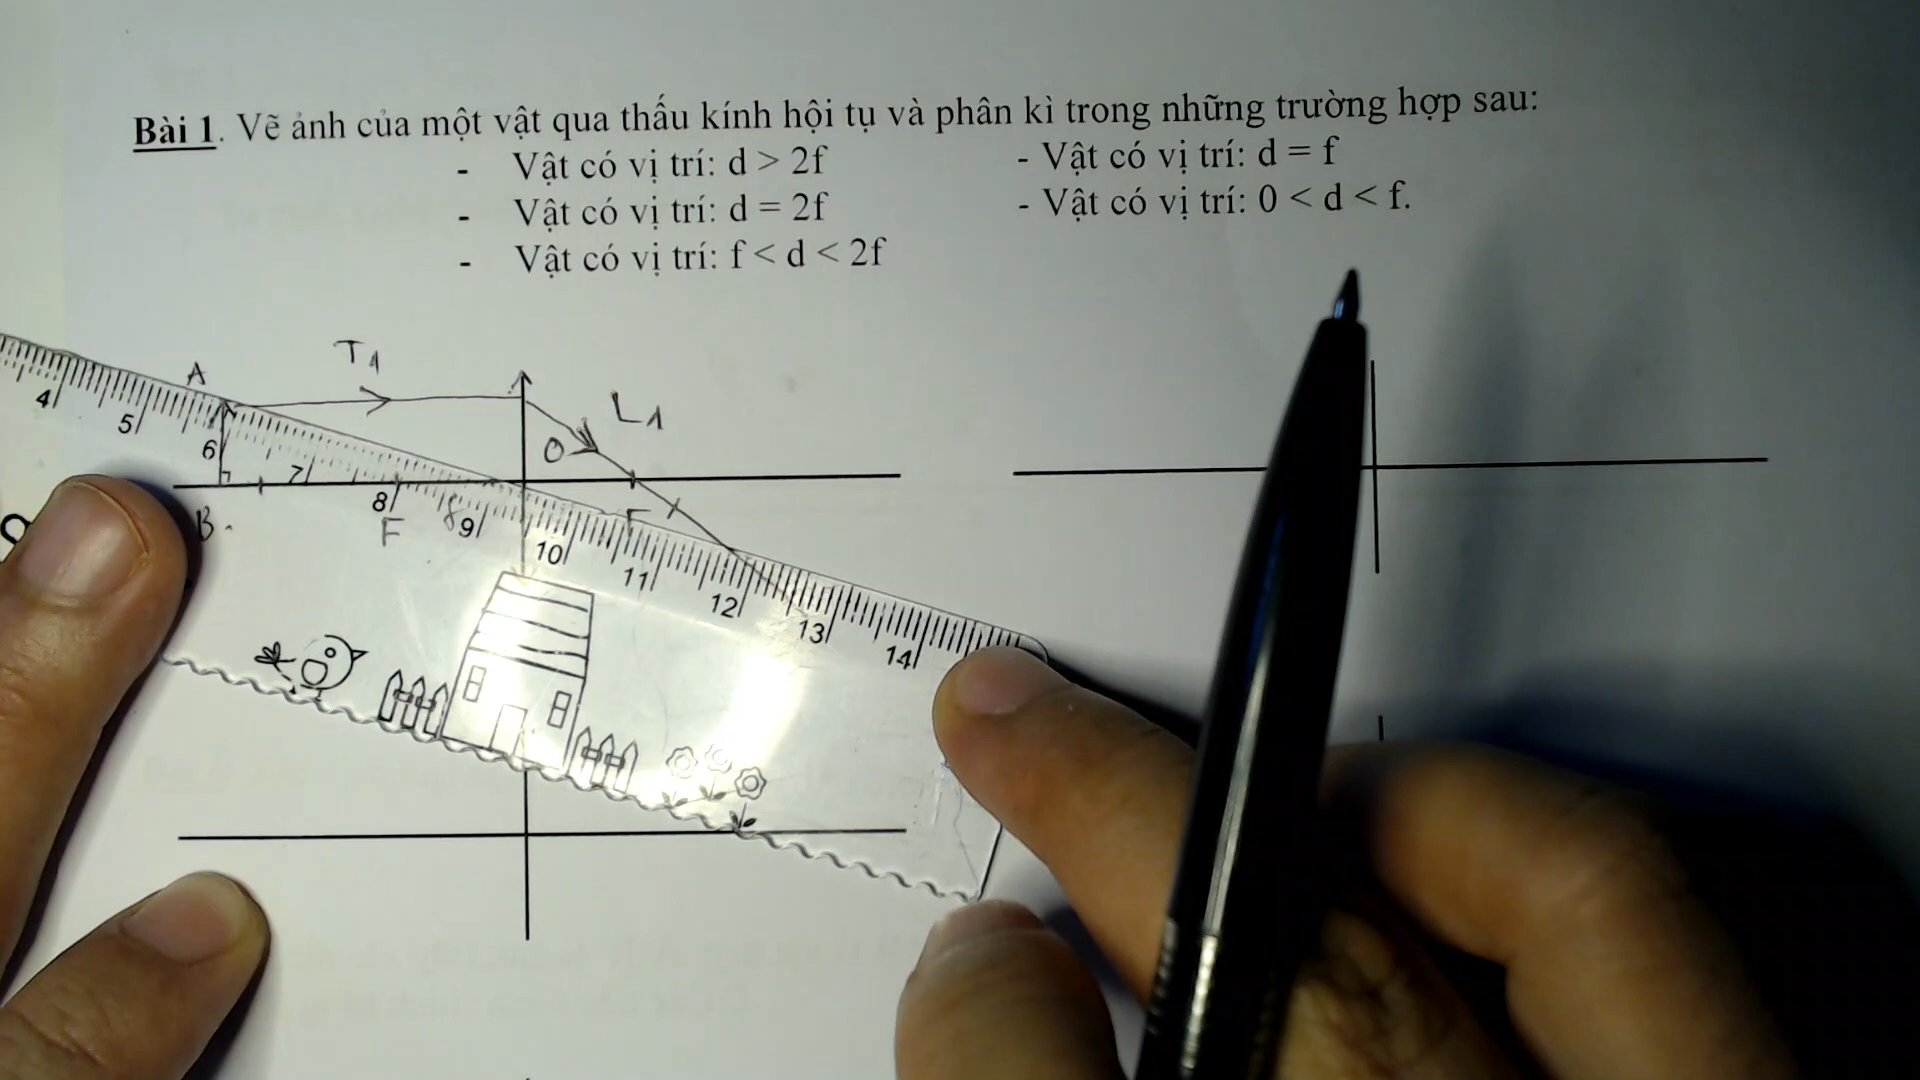 Bài 1. Vẽ ảnh của một vật qua thấu kính hội tụ và phân kì trong những trường hợp sau:
- Vật có vị trí: d > 2f
- Vật có vị trí: d = f
- Vật có vị trí: d = 2f
- Vật có vị trí: 0 < d < f.
- Vật có vị trí: f < d < 2f
A
T1
L1
O
B
F
F'
4 5 6 7 8 9 10 11 12 13 14